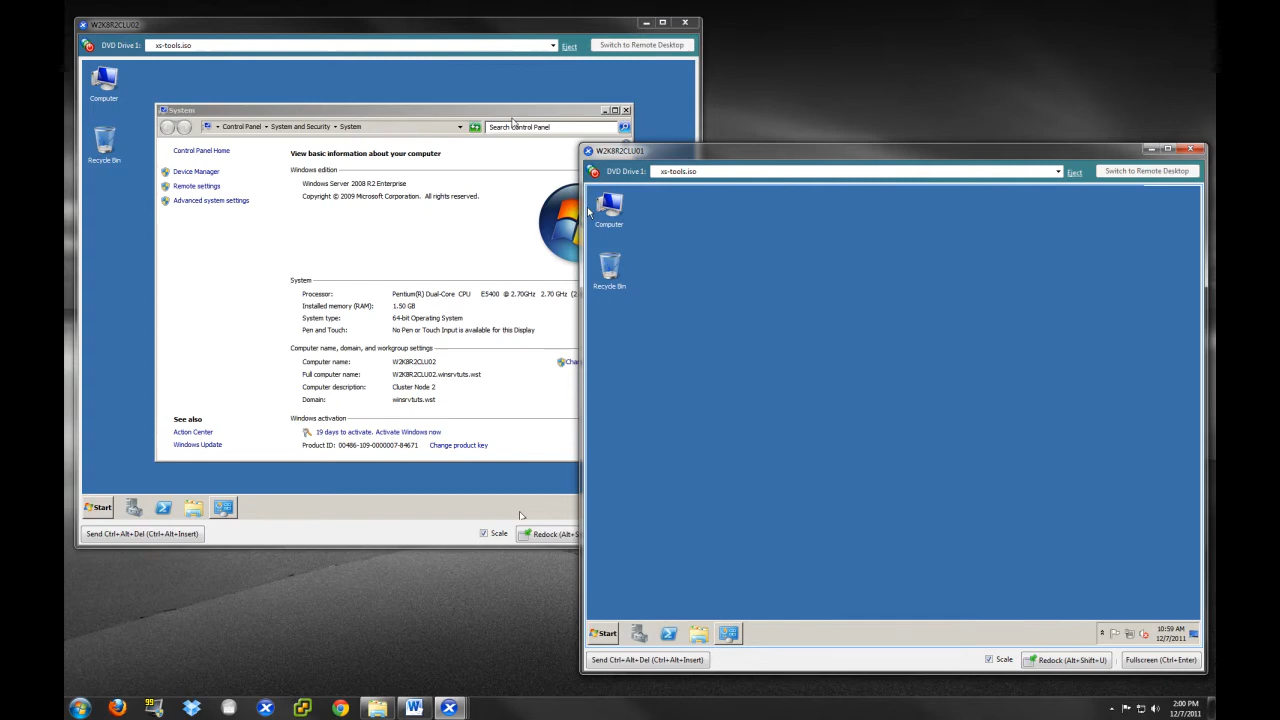 W2K8R2CLU02
DVD Drive 1: xs-tools.iso Eject Switch to Remote Desktop
Computer
Recycle Bin
System
Control Panel System and Security System Search Control Panel
Control Panel Home
Device Manager
Remote settings
Advanced system settings
View basic information about your computer
Windows edition
Windows Server 2008 R2 Enterprise
Copyright © 2009 Microsoft Corporation. All rights reserved.
System
Processor: Pentium(R) Dual-Core CPU E5400 @ 2.70GHz 2.70 GHz (2
Installed memory (RAM): 1.50 GB
System type: 64-bit Operating System
Pen and Touch: No Pen or Touch Input is available for this Display
Computer name, domain, and workgroup settings
Computer name: W2K8R2CLU02
Full computer name: W2K8R2CLU02.winsrvtuts.wst
Computer description: Cluster Node 2
Domain: winsrvtuts.wst
Windows activation
19 days to activate. Activate Windows now
Product ID: 00486-109-0000007-84671 Change product key
See also
Action Center
Windows Update
Start
Send Ctrl+Alt+Del (Ctrl+Alt+Insert) Scale Redock (Alt+S
W2K8R2CLU01
DVD Drive 1: xs-tools.iso Eject Switch to Remote Desktop
Computer
Recycle Bin
Start
10:59 AM
12/7/2011
Send Ctrl+Alt+Del (Ctrl+Alt+Insert) Scale Redock (Alt+Shift+U) Fullscreen (Ctrl+Enter)
99
2:00 PM
12/7/2011